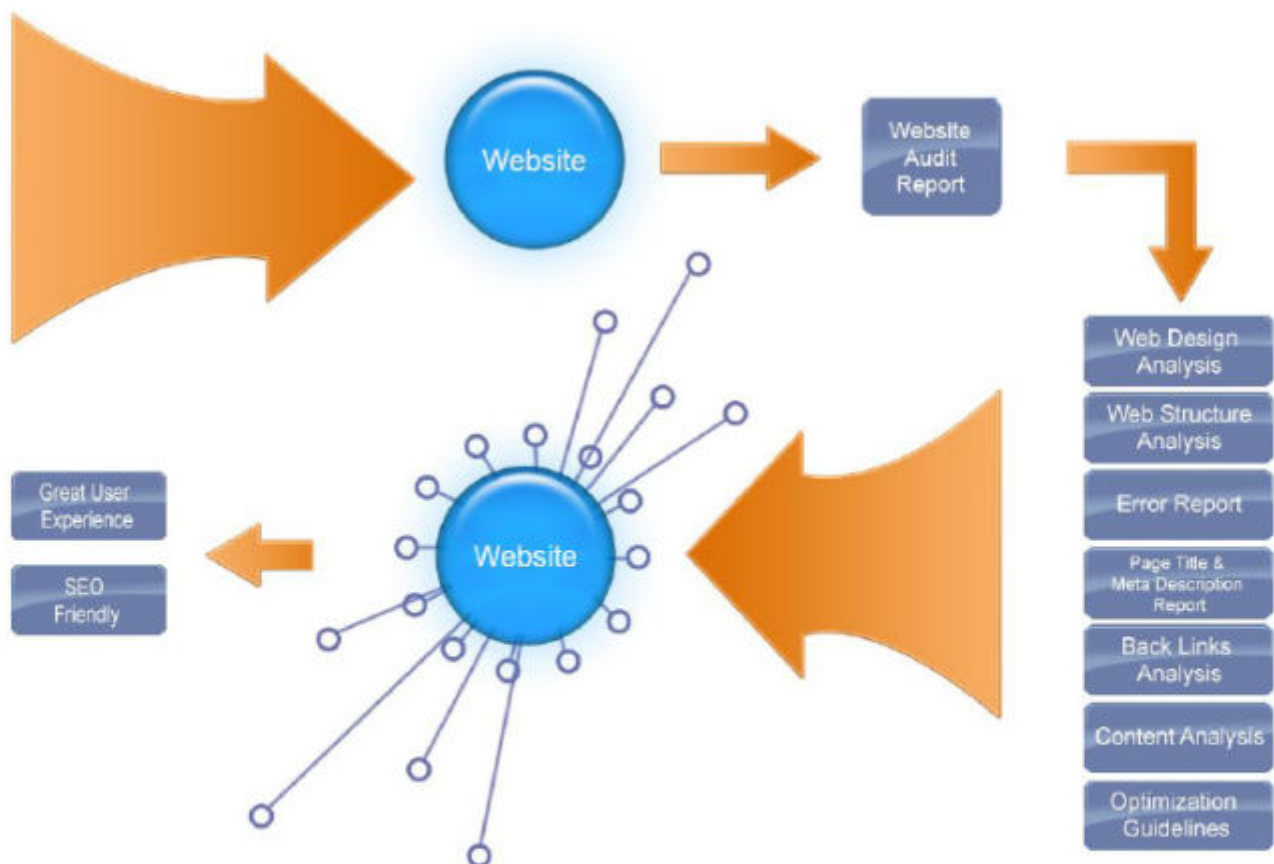 Website
Website
Audit
Report
Web Design
Analysis
Web Structure
Analysis
Error Report
Page Title &
Meta Description
Report
Back Links
Analysis
Content Analysis
Optimization
Guidelines
Website
Great User
Experience
SEO
Friendly